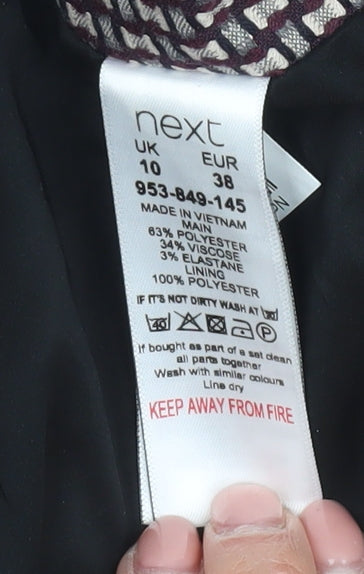 next
UK EUR
10 38
953-849-145
MADE IN VIETNAM
MAIN
63% POLYESTER
34% VISCOSE
3% ELASTANE
LINING
100% POLYESTER
IF IT'S NOT DIRTY WASH AT 30
40 P
If bought as part of a set clean
all parts together
Wash with similar colours
Line dry
KEEP AWAY FROM FIRE